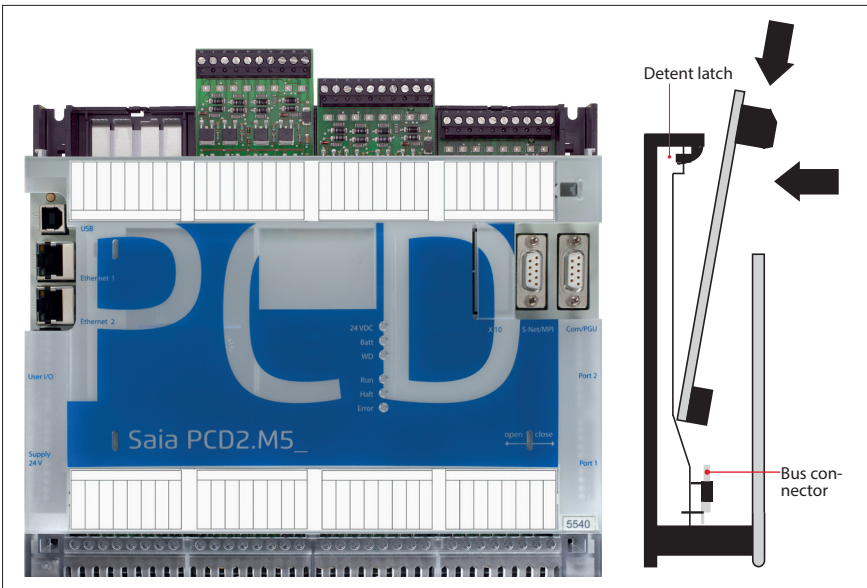 Detent latch
USB
Ethernet 1
Ethernet 2
PCD
24 VDC
Batt
WD
Run
Halt
Error
X10
S-Net/MPI
Com/PGU
User I/O
Port 2
Supply
24 V
Saia PCD2.M5_
open
close
Port 1
5540
Bus con-
nector